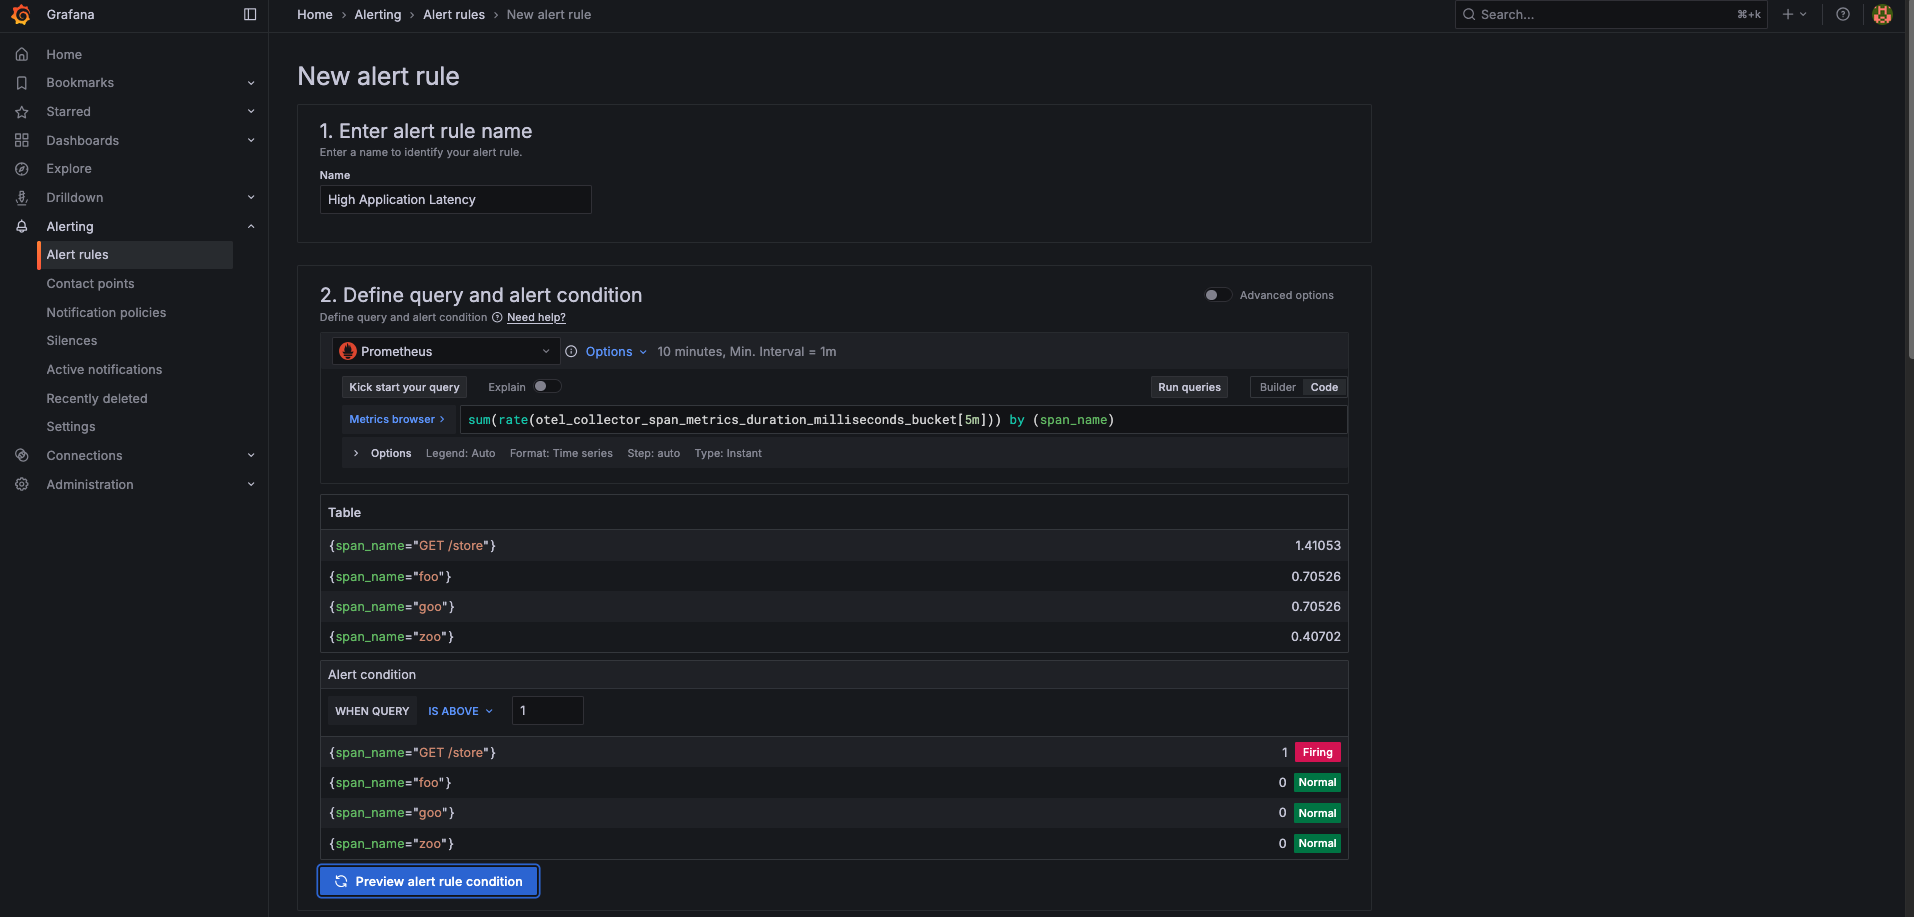 Grafana
Home › Alerting › Alert rules › New alert rule
Search...
⌘+k
Home
Bookmarks
Starred
Dashboards
Explore
Drilldown
Alerting
Alert rules
Contact points
Notification policies
Silences
Active notifications
Recently deleted
Settings
Connections
Administration
New alert rule
1. Enter alert rule name
Enter a name to identify your alert rule.
Name
High Application Latency
2. Define query and alert condition
Advanced options
Define query and alert condition Need help?
Prometheus Options 10 minutes, Min. Interval = 1m
Kick start your query Explain Run queries Builder Code
Metrics browser › sum(rate(otel_collector_span_metrics_duration_milliseconds_bucket[5m])) by (span_name)
Options Legend: Auto Format: Time series Step: auto Type: Instant
Table
{span_name="GET /store"} 1.41053
{span_name="foo"} 0.70526
{span_name="goo"} 0.70526
{span_name="zoo"} 0.40702
Alert condition
WHEN QUERY IS ABOVE 1
{span_name="GET /store"} 1 Firing
{span_name="foo"} 0 Normal
{span_name="goo"} 0 Normal
{span_name="zoo"} 0 Normal
Preview alert rule condition